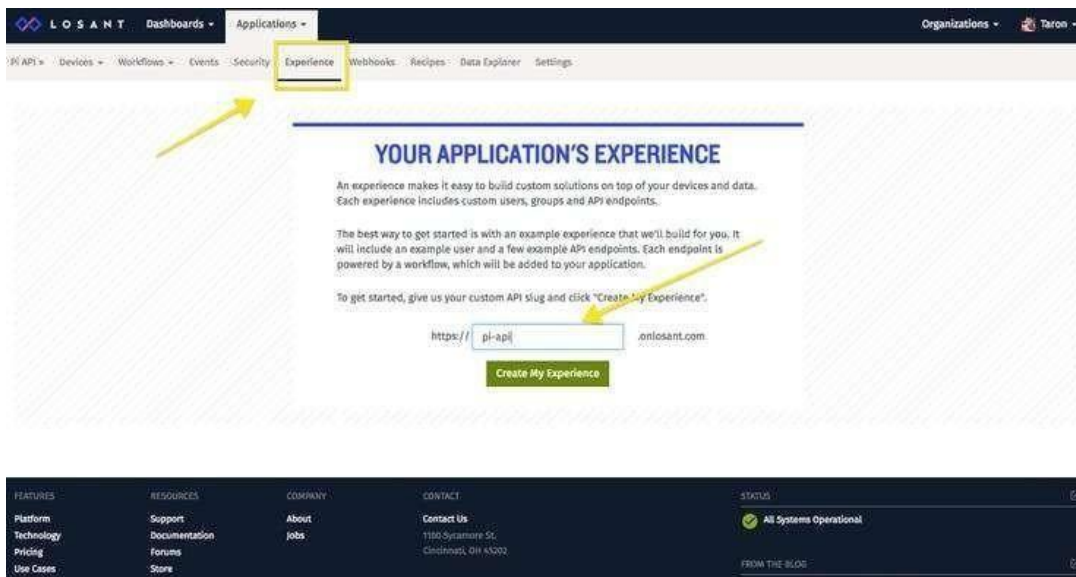 LOSANT Dashboards Applications Organizations Taron
Pi API Devices Workflows Events Security Experience Webhooks Recipes Data Explorer Settings
YOUR APPLICATION'S EXPERIENCE
An experience makes it easy to build custom solutions on top of your devices and data.
Each experience includes custom users, groups and API endpoints.
The best way to get started is with an example experience that we'll build for you. It
will include an example user and a few example API endpoints. Each endpoint is
powered by a workflow, which will be added to your application.
To get started, give us your custom API slug and click "Create My Experience".
https:// pi-api .onlosant.com
Create My Experience
FEATURES RESOURCES COMPANY CONTACT STATUS
Platform Support About Contact Us All Systems Operational
Technology Documentation Jobs 1100 Sycamore St.
Pricing Forums Cincinnati, OH 45202
Use Cases Store FROM THE BLOG